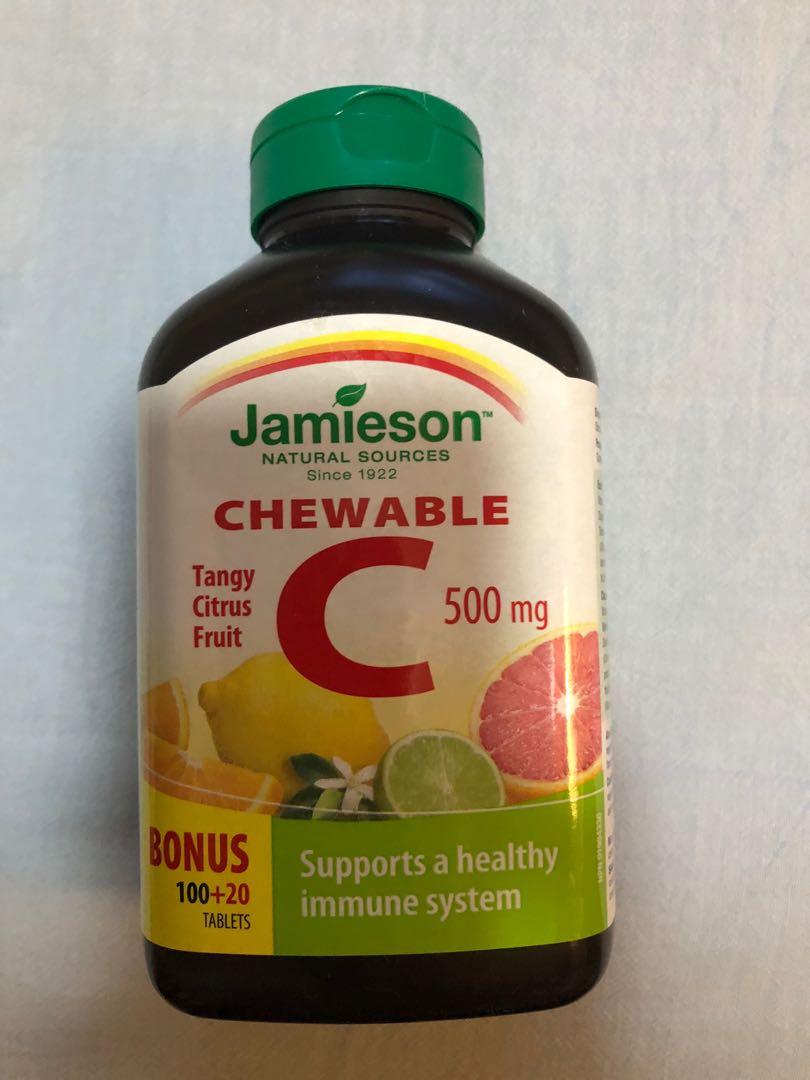 Jamieson™
NATURAL SOURCES
Since 1922
CHEWABLE
Tangy
Citrus
Fruit
C
500 mg
BONUS
100+20
TABLETS
Supports a healthy
immune system